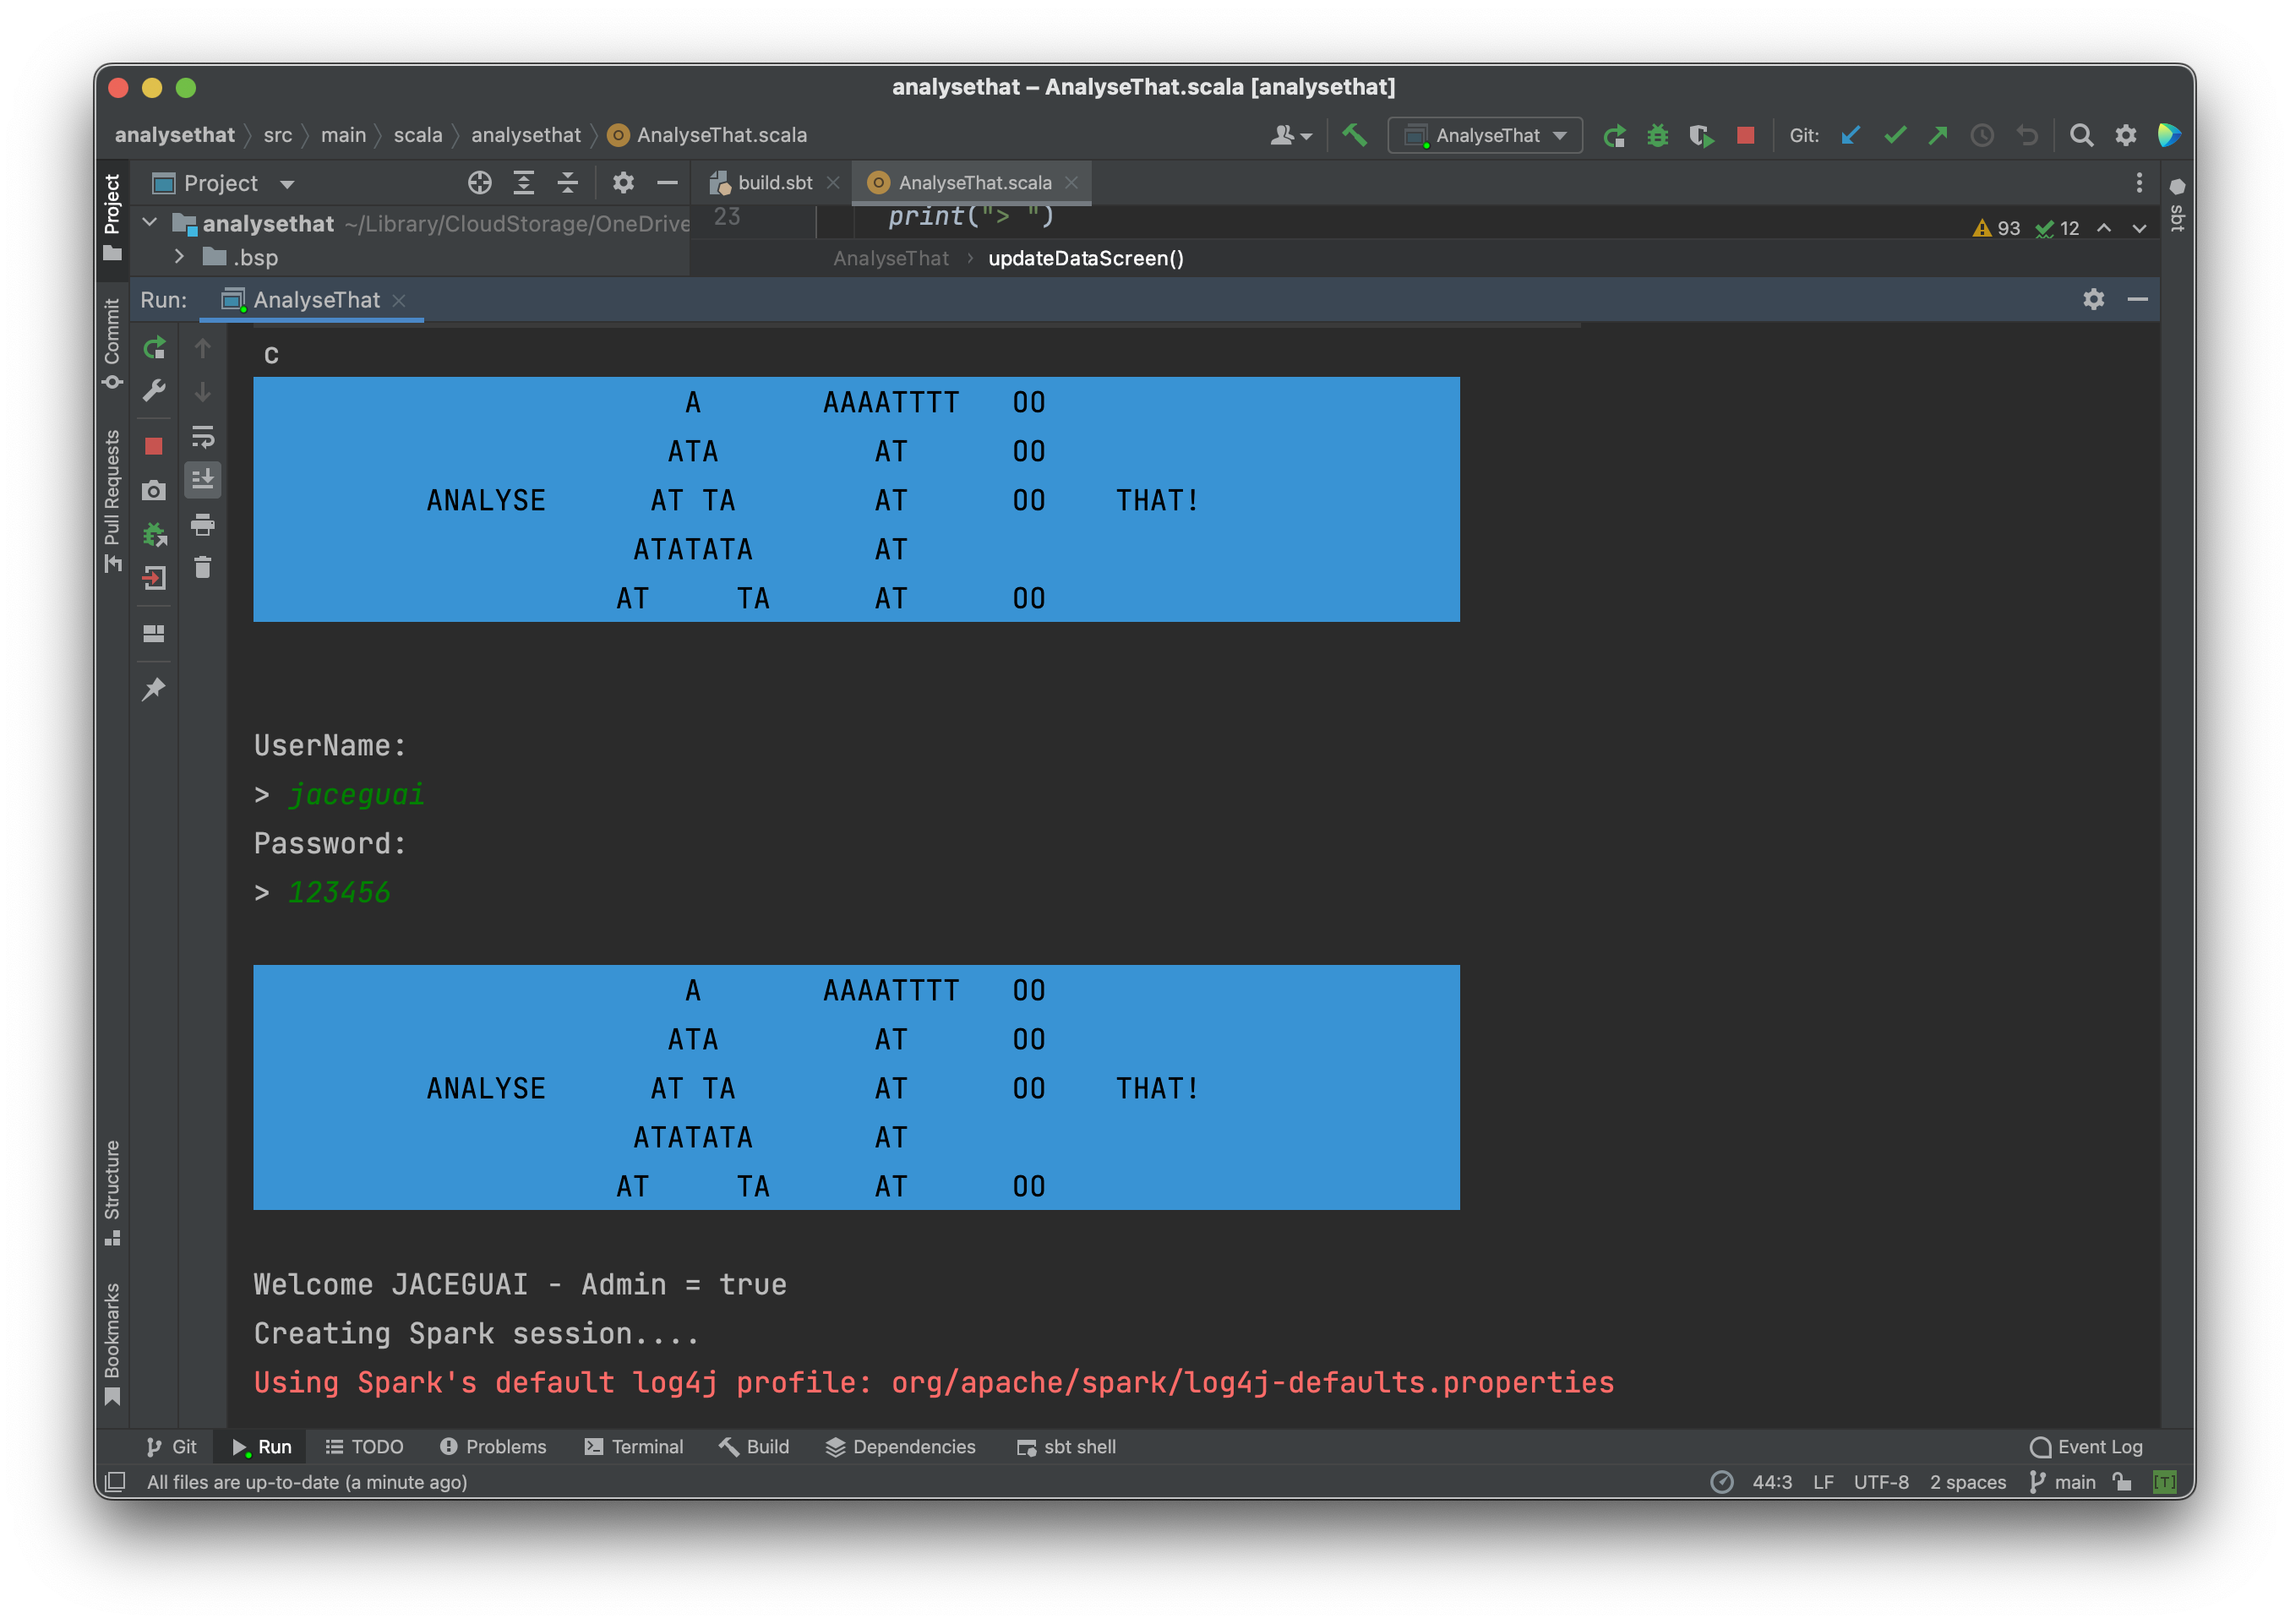 analysethat – AnalyseThat.scala [analysethat]
analysethat src main scala analysethat AnalyseThat.scala AnalyseThat Git:
Project build.sbt AnalyseThat.scala
analysethat ~/Library/CloudStorage/OneDrive 23 print("> ") 93 12
.bsp AnalyseThat updateDataScreen()
Run: AnalyseThat
C
A AAAATTTT OO
ATA AT OO
ANALYSE AT TA AT OO THAT!
ATATATA AT
AT TA AT OO
UserName:
> jaceguai
Password:
> 123456
A AAAATTTT OO
ATA AT OO
ANALYSE AT TA AT OO THAT!
ATATATA AT
AT TA AT OO
Welcome JACEGUAI - Admin = true
Creating Spark session....
Using Spark's default log4j profile: org/apache/spark/log4j-defaults.properties
Project
Commit
Pull Requests
Structure
Bookmarks
sbt
Git Run TODO Problems Terminal Build Dependencies sbt shell Event Log
All files are up-to-date (a minute ago) 44:3 LF UTF-8 2 spaces main [T]